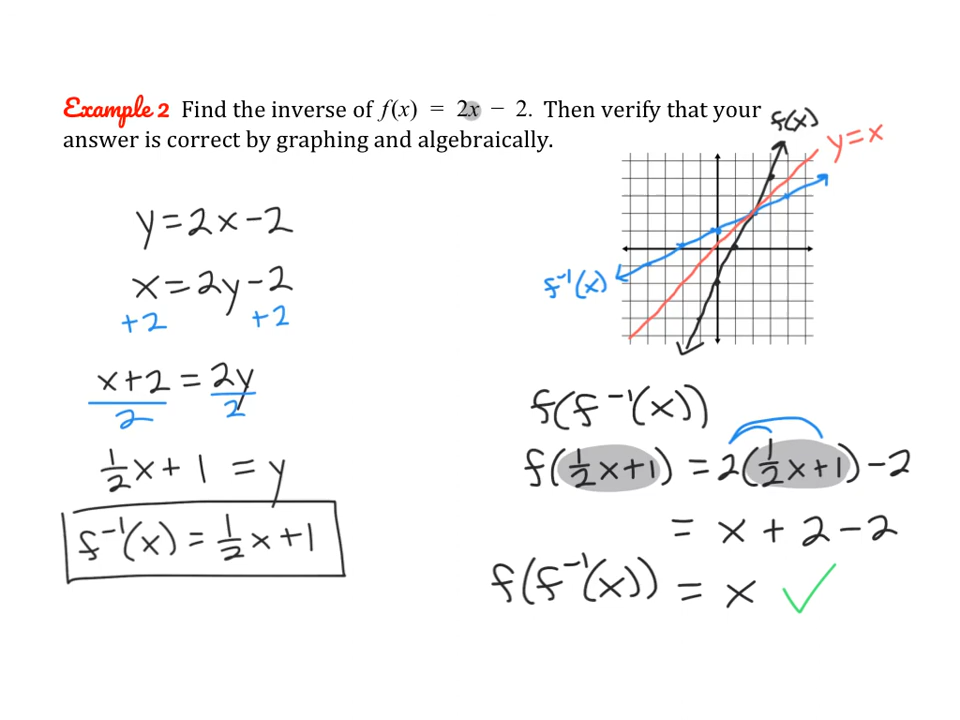 Example 2 Find the inverse of f(x) = 2x − 2. Then verify that your
answer is correct by graphing and algebraically.
f(x)
y=x
f⁻¹(x)
y=2x-2
x=2y-2
+2 +2
x+2 = 2y
2 2
½x+1 = y
f⁻¹(x) = ½x+1
f(f⁻¹(x))
f(½x+1) = 2(½x+1)-2
= x+2-2
f(f⁻¹(x)) = x ✓